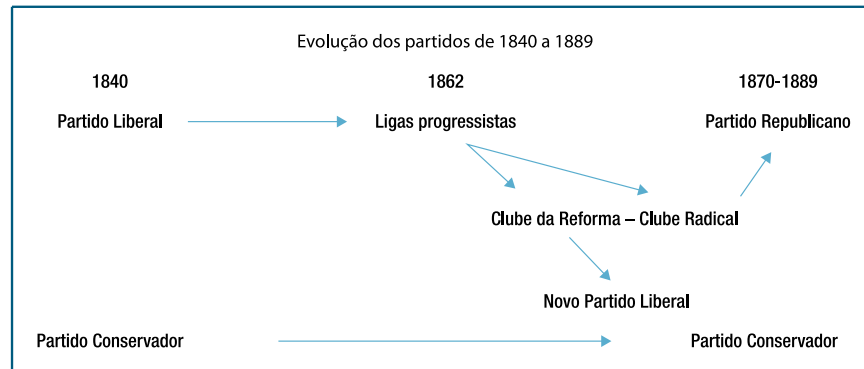 Evolução dos partidos de 1840 a 1889
1840 1862 1870-1889
Partido Liberal Ligas progressistas Partido Republicano
Clube da Reforma – Clube Radical
Novo Partido Liberal
Partido Conservador Partido Conservador